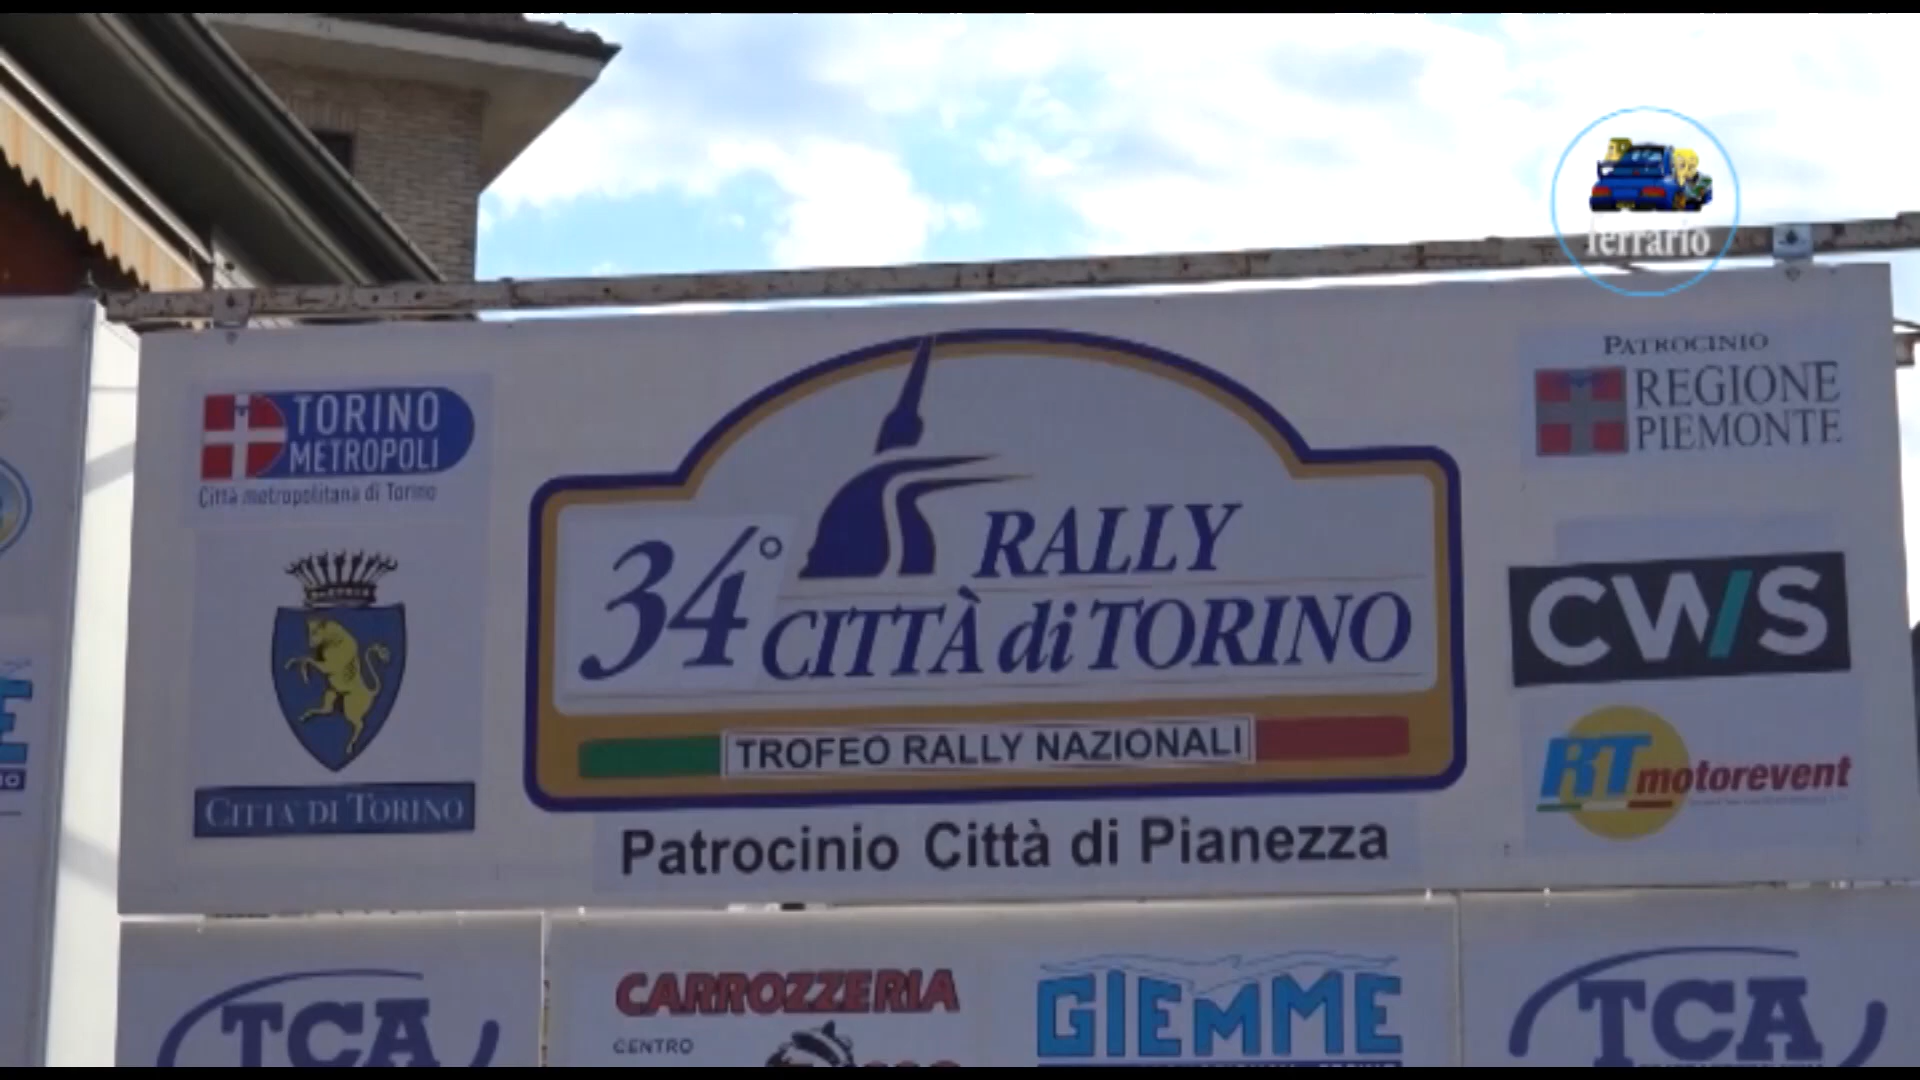 ferrario
PATROCINIO
REGIONE
PIEMONTE
TORINO
METROPOLI
Città metropolitana di Torino
34° RALLY
CITTÀ di TORINO
TROFEO RALLY NAZIONALI
Patrocinio Città di Pianezza
CITTÀ DI TORINO
CWS
RT motorevent
TCA
CARROZZERIA
CENTRO
GIEMME
TCA